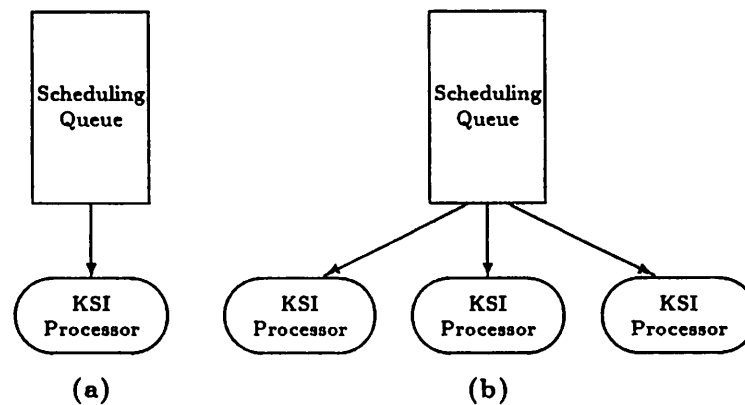 Scheduling
Queue
KSI
Processor
(a)
Scheduling
Queue
KSI
Processor
KSI
Processor
KSI
Processor
(b)